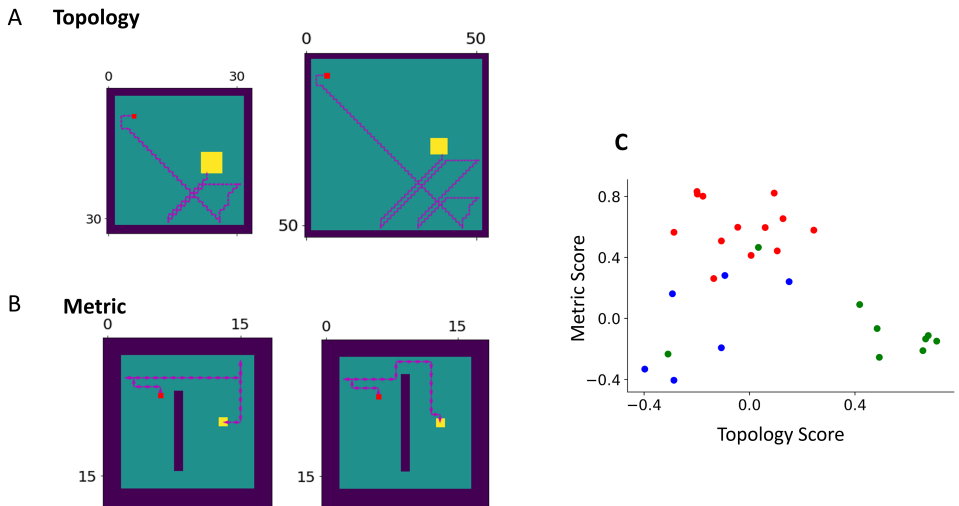 A Topology
0 30
30
0 50
50
B Metric
0 15
15
0 15
15
C
Metric Score
0.8
0.4
0.0
−0.4
−0.4 0.0 0.4
Topology Score